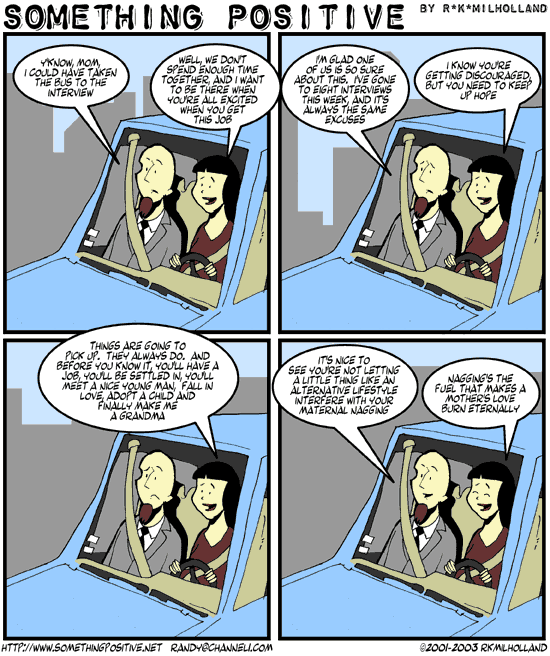 SOMETHING POSITIVE BY R*K*MILHOLLAND
Y'KNOW, MOM,
I COULD HAVE TAKEN
THE BUS TO THE
INTERVIEW
WELL, WE DON'T
SPEND ENOUGH TIME
TOGETHER, AND I WANT
TO BE THERE WHEN
YOU'RE ALL EXCITED
WHEN YOU GET
THIS JOB
I'M GLAD ONE
OF US IS SO SURE
ABOUT THIS. I'VE GONE
TO EIGHT INTERVIEWS
THIS WEEK, AND IT'S
ALWAYS THE SAME
EXCUSES
I KNOW YOU'RE
GETTING DISCOURAGED,
BUT YOU NEED TO KEEP
UP HOPE
THINGS ARE GOING TO
PICK UP. THEY ALWAYS DO. AND
BEFORE YOU KNOW IT, YOU'LL HAVE A
JOB, YOU'LL BE SETTLED IN, YOU'LL
MEET A NICE YOUNG MAN, FALL IN
LOVE, ADOPT A CHILD AND
FINALLY MAKE ME
A GRANDMA
IT'S NICE TO
SEE YOU'RE NOT LETTING
A LITTLE THING LIKE AN
ALTERNATIVE LIFESTYLE
INTERFERE WITH YOUR
MATERNAL NAGGING
NAGGING'S THE
FUEL THAT MAKES A
MOTHER'S LOVE
BURN ETERNALLY
HTTP://WWW.SOMETHINGPOSITIVE.NET RANDY@CHANNEL1.COM ©2001-2003 RKMILHOLLAND